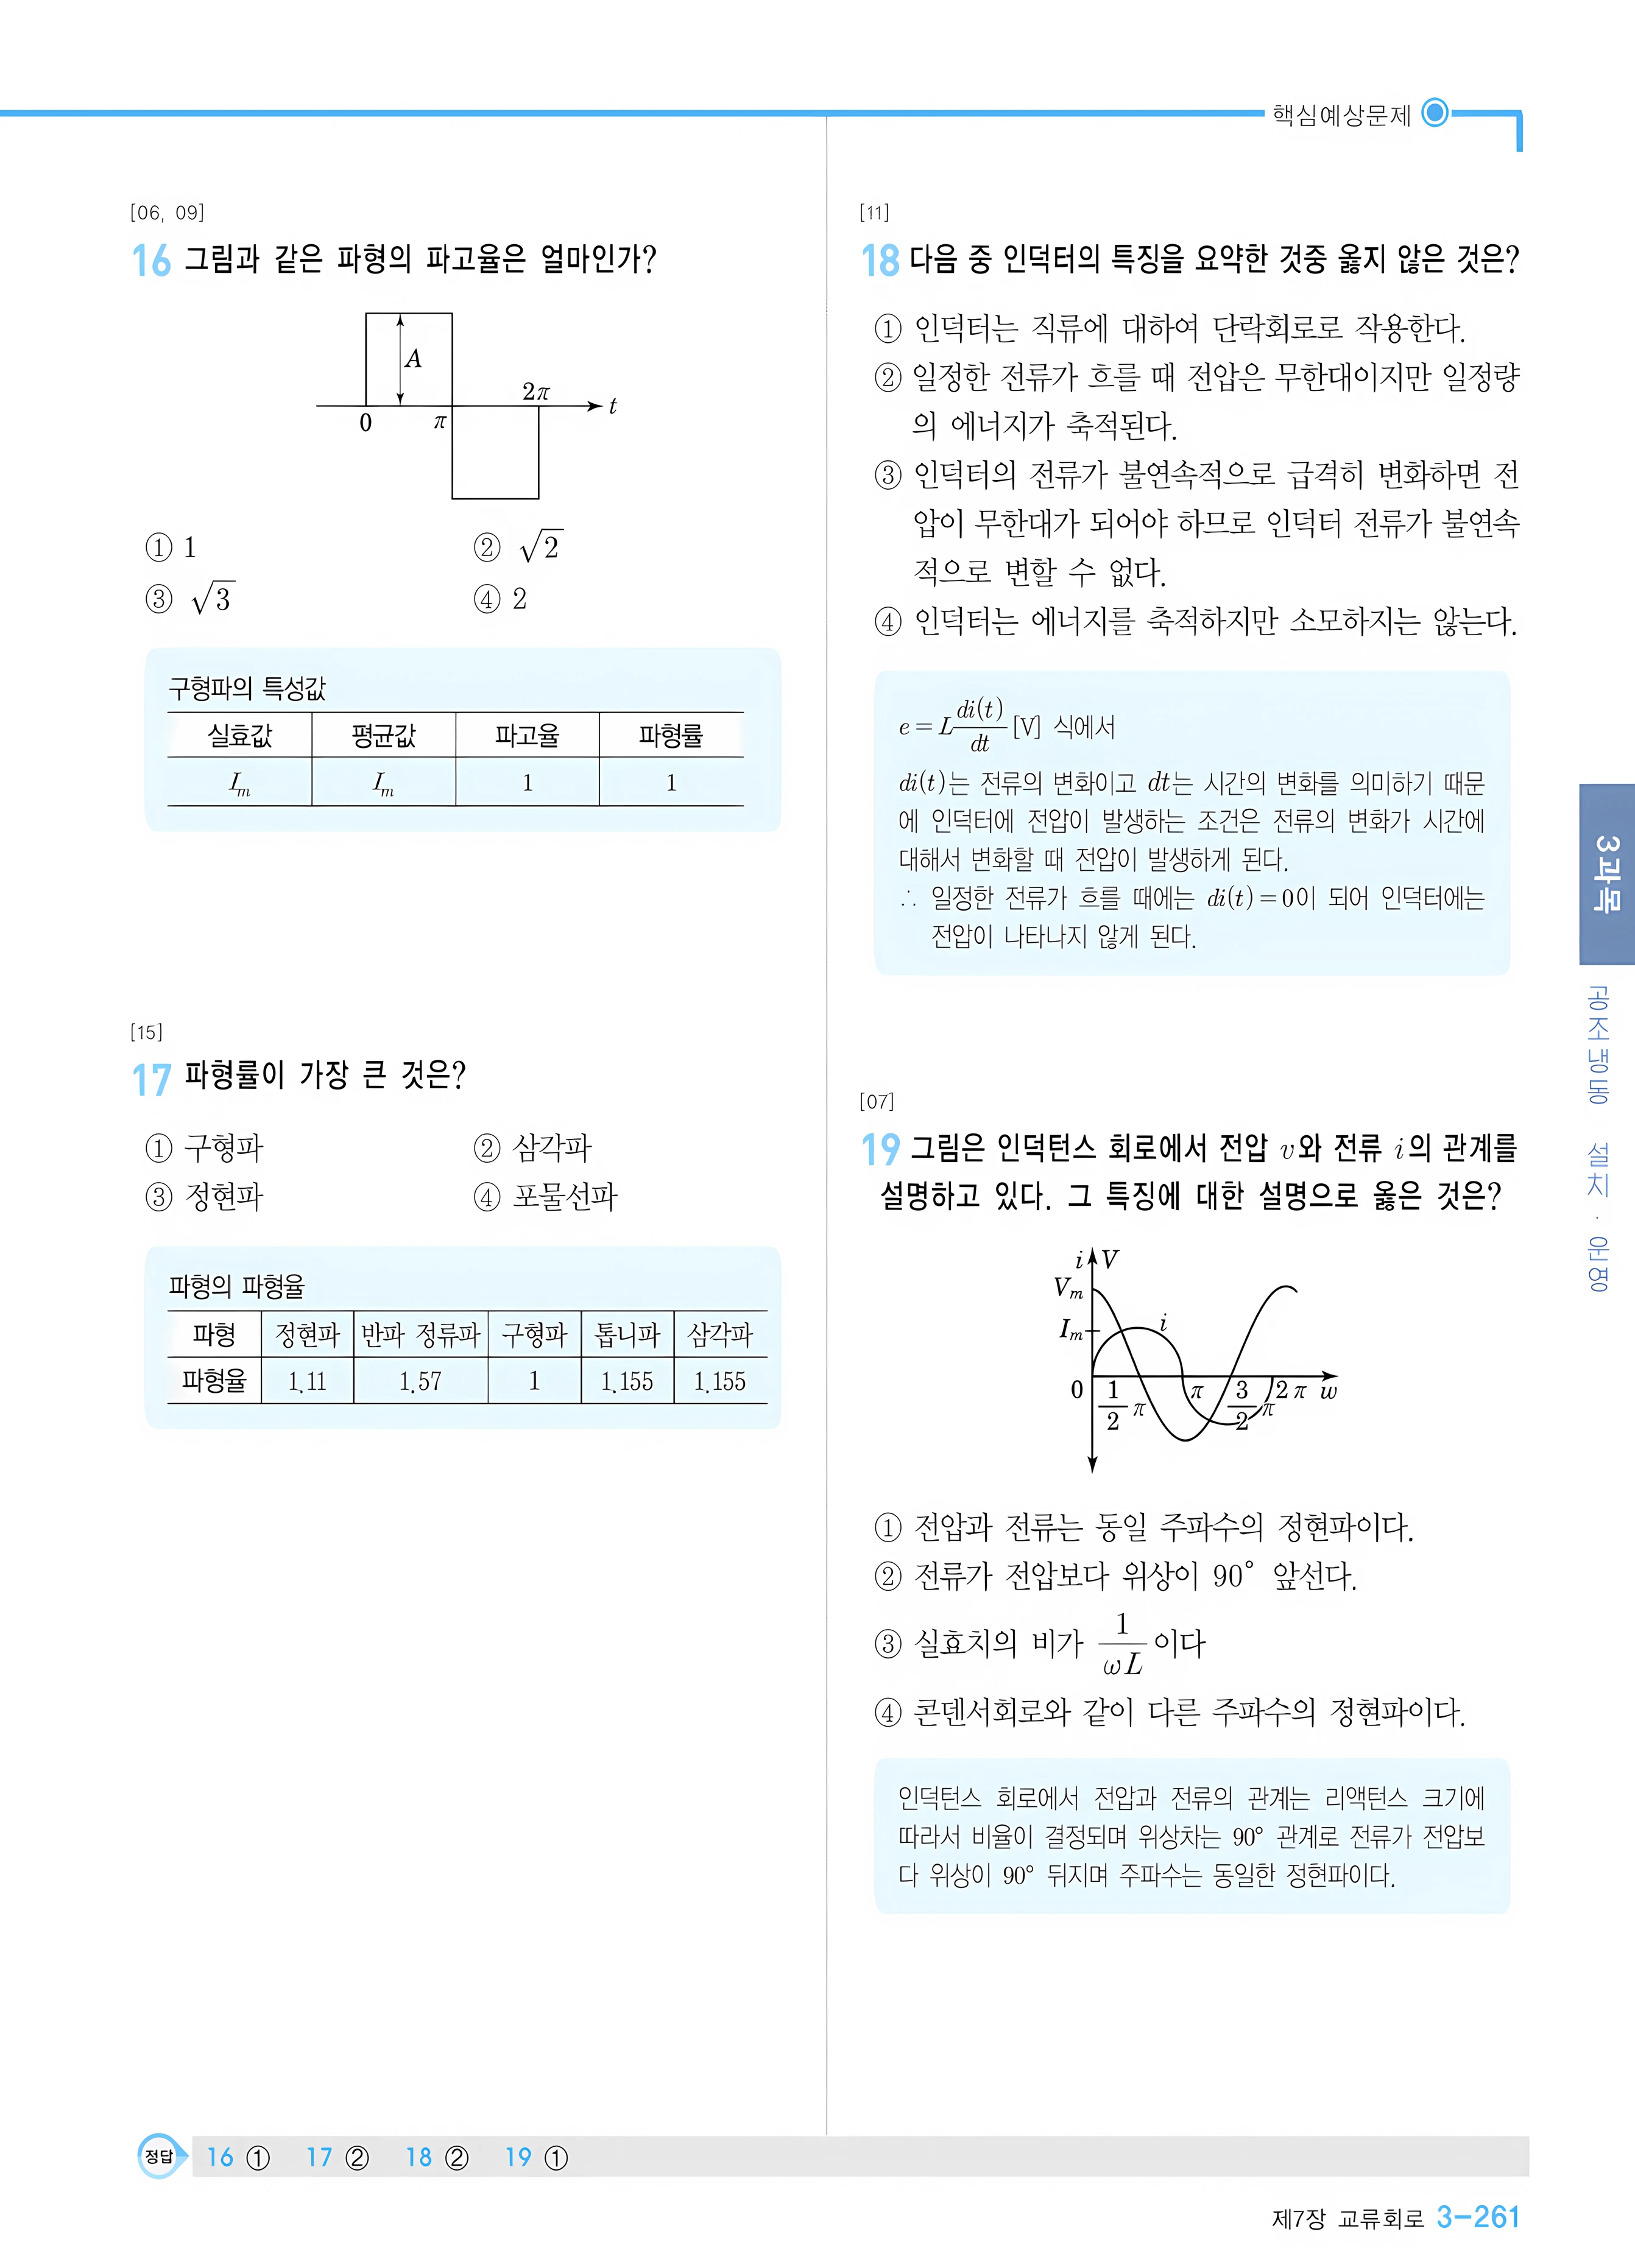 핵심예상문제
[06, 09]
16 그림과 같은 파형의 파고율은 얼마인가?
A
2π
t
0
π
① 1 ② √2
③ √3 ④ 2
구형파의 특성값
실효값 평균값 파고율 파형률
Im Im 1 1
[15]
17 파형률이 가장 큰 것은?
① 구형파 ② 삼각파
③ 정현파 ④ 포물선파
파형의 파형율
파형 정현파 반파 정류파 구형파 톱니파 삼각파
파형율 1.11 1.57 1 1.155 1.155
[11]
18 다음 중 인덕터의 특징을 요약한 것중 옳지 않은 것은?
① 인덕터는 직류에 대하여 단락회로로 작용한다.
② 일정한 전류가 흐를 때 전압은 무한대이지만 일정량
의 에너지가 축적된다.
③ 인덕터의 전류가 불연속적으로 급격히 변화하면 전
압이 무한대가 되어야 하므로 인덕터 전류가 불연속
적으로 변할 수 없다.
④ 인덕터는 에너지를 축적하지만 소모하지는 않는다.
e = L di(t)/dt [V] 식에서
di(t)는 전류의 변화이고 dt는 시간의 변화를 의미하기 때문
에 인덕터에 전압이 발생하는 조건은 전류의 변화가 시간에
대해서 변화할 때 전압이 발생하게 된다.
∴ 일정한 전류가 흐를 때에는 di(t)=0이 되어 인덕터에는
전압이 나타나지 않게 된다.
[07]
19 그림은 인덕턴스 회로에서 전압 v와 전류 i의 관계를
설명하고 있다. 그 특징에 대한 설명으로 옳은 것은?
i V
Vm
Im
i
0 1/2 π π 3/2 π 2π w
① 전압과 전류는 동일 주파수의 정현파이다.
② 전류가 전압보다 위상이 90° 앞선다.
③ 실효치의 비가 1/ωL 이다
④ 콘덴서회로와 같이 다른 주파수의 정현파이다.
인덕턴스 회로에서 전압과 전류의 관계는 리액턴스 크기에
따라서 비율이 결정되며 위상차는 90° 관계로 전류가 전압보
다 위상이 90° 뒤지며 주파수는 동일한 정현파이다.
3과목
공조냉동 설치·운영
정답 16 ① 17 ② 18 ② 19 ①
제7장 교류회로 3-261